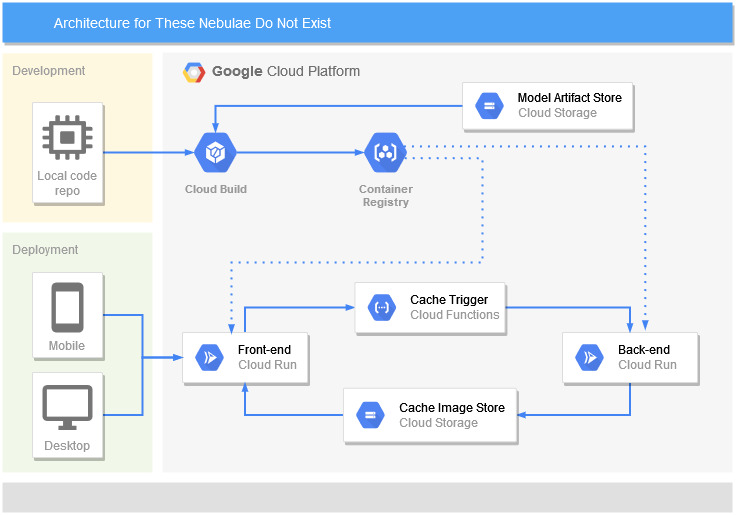 Architecture for These Nebulae Do Not Exist
Development
Google Cloud Platform
Model Artifact Store
Cloud Storage
Local code
repo
Cloud Build
Container
Registry
Deployment
Mobile
Desktop
Cache Trigger
Cloud Functions
Front-end
Cloud Run
Back-end
Cloud Run
Cache Image Store
Cloud Storage